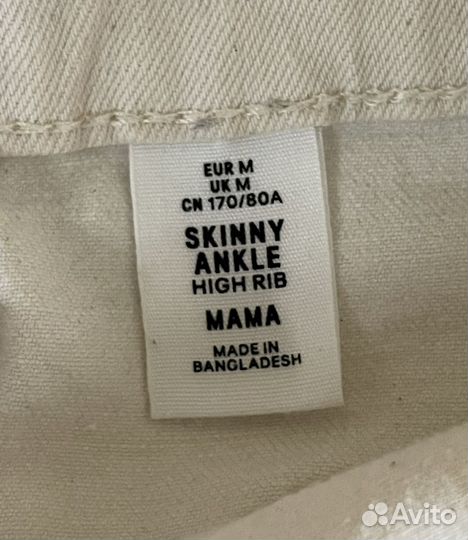 EUR M
UK M
CN 170/80A
SKINNY
ANKLE
HIGH RIB
MAMA
MADE IN
BANGLADESH
Avito